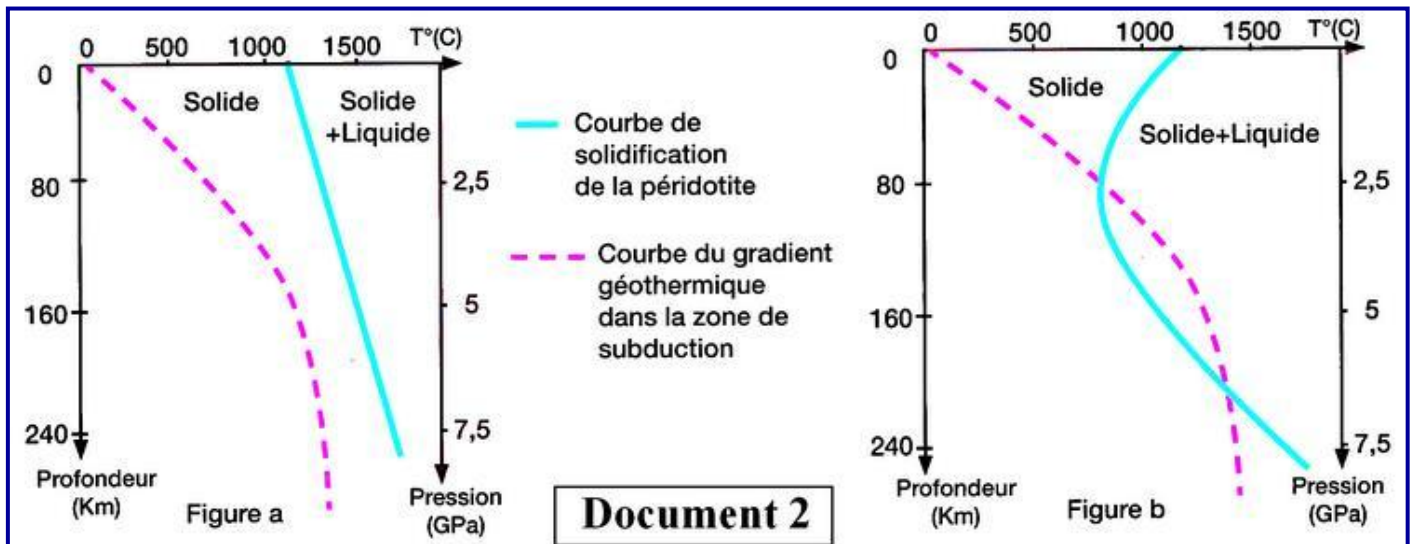 0 500 1000 1500 T°(C)
0
Solide
Solide
+Liquide
80
2,5
160
5
240
7,5
Profondeur
(Km)
Pression
(GPa)
Figure a
Courbe de
solidification
de la péridotite
Courbe du gradient
géothermique
dans la zone de
subduction
Document 2
0 500 1000 1500 T°(C)
0
Solide
Solide+Liquide
80
2,5
160
5
240
7,5
Profondeur
(Km)
Pression
(GPa)
Figure b